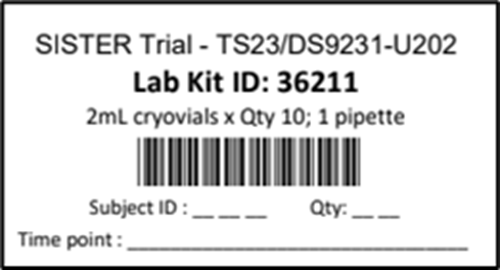 SISTER Trial - TS23/DS9231-U202
Lab Kit ID: 36211
2mL cryovials x Qty 10; 1 pipette
Subject ID : __ __ __ Qty: __ __
Time point : ______________________________